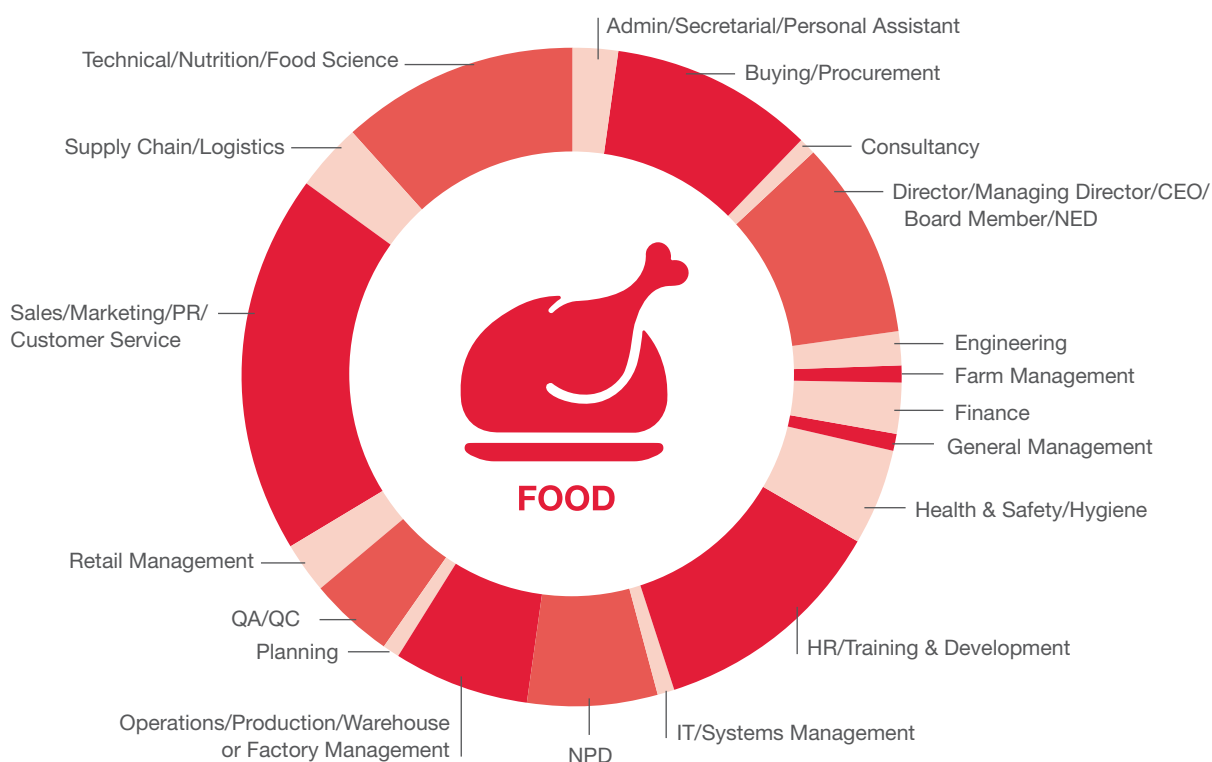 Admin/Secretarial/Personal Assistant
Technical/Nutrition/Food Science
Buying/Procurement
Supply Chain/Logistics
Consultancy
Director/Managing Director/CEO/
Board Member/NED
Sales/Marketing/PR/
Customer Service
Engineering
Farm Management
Finance
General Management
FOOD
Health & Safety/Hygiene
Retail Management
QA/QC
Planning
HR/Training & Development
Operations/Production/Warehouse
or Factory Management
IT/Systems Management
NPD